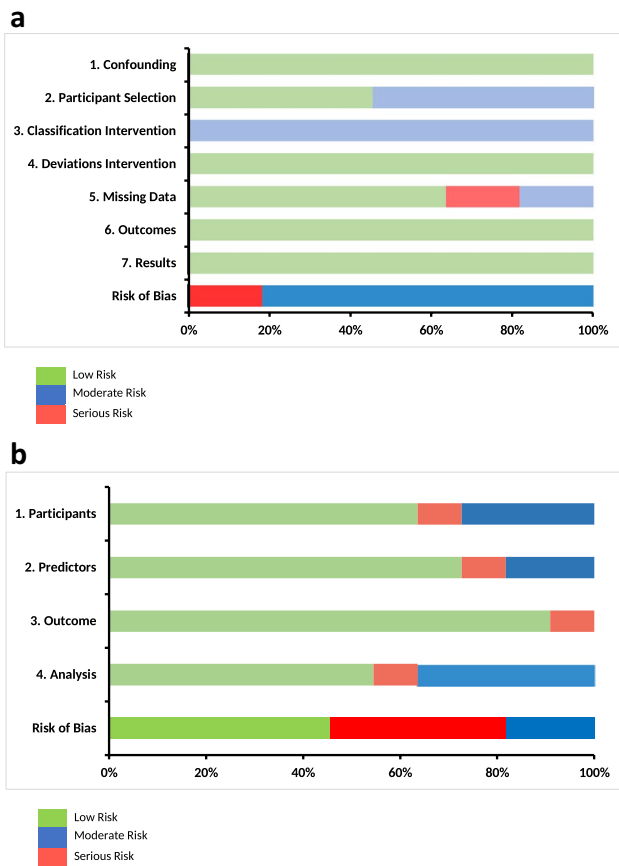 a
1. Confounding
2. Participant Selection
3. Classification Intervention
4. Deviations Intervention
5. Missing Data
6. Outcomes
7. Results
Risk of Bias
0% 20% 40% 60% 80% 100%
Low Risk
Moderate Risk
Serious Risk
b
1. Participants
2. Predictors
3. Outcome
4. Analysis
Risk of Bias
0% 20% 40% 60% 80% 100%
Low Risk
Moderate Risk
Serious Risk